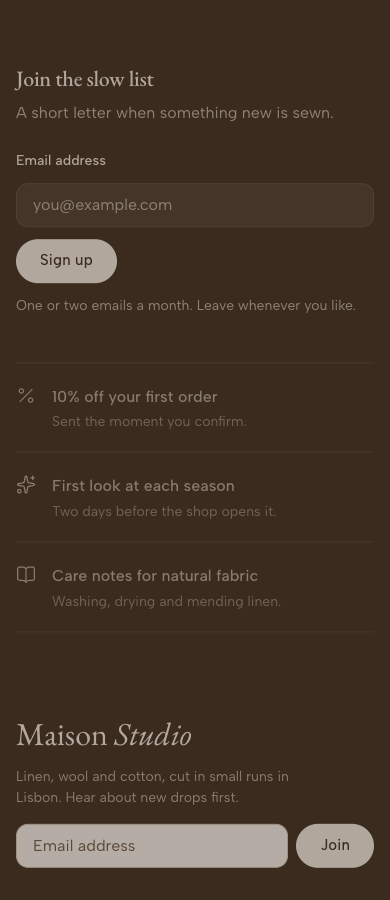 Join the slow list
A short letter when something new is sewn.
Email address
you@example.com
Sign up
One or two emails a month. Leave whenever you like.
10% off your first order
Sent the moment you confirm.
First look at each season
Two days before the shop opens it.
Care notes for natural fabric
Washing, drying and mending linen.
Maison Studio
Linen, wool and cotton, cut in small runs in
Lisbon. Hear about new drops first.
Email address
Join